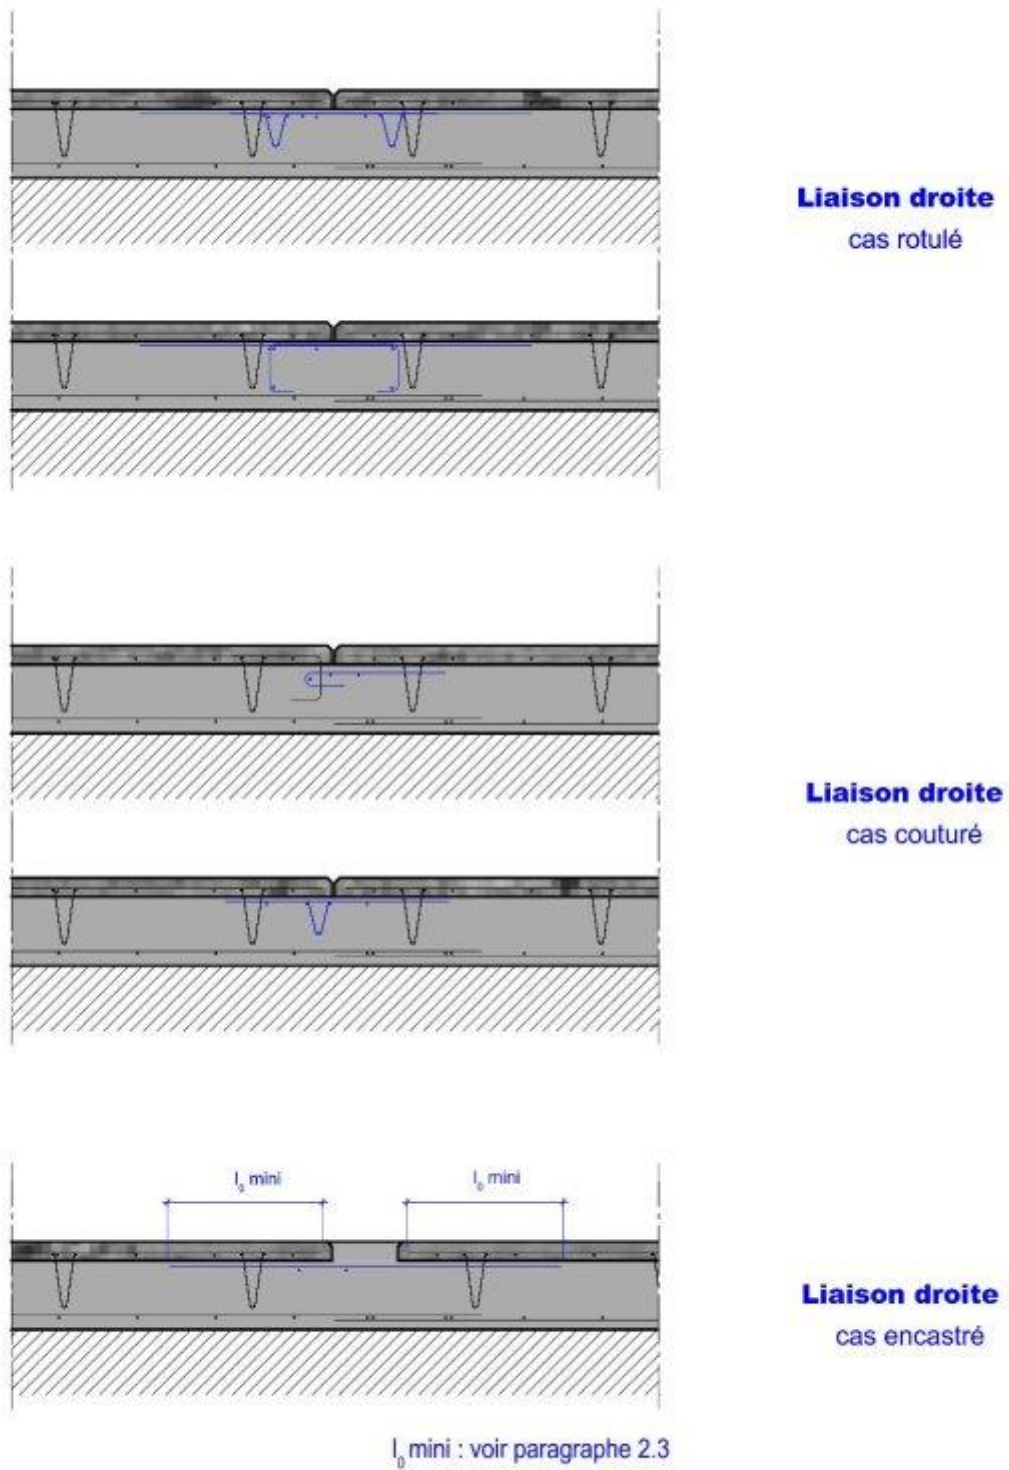 Liaison droite
cas rotulé
Liaison droite
cas couturé
l₀ mini
l₀ mini
Liaison droite
cas encastré
l₀ mini : voir paragraphe 2.3